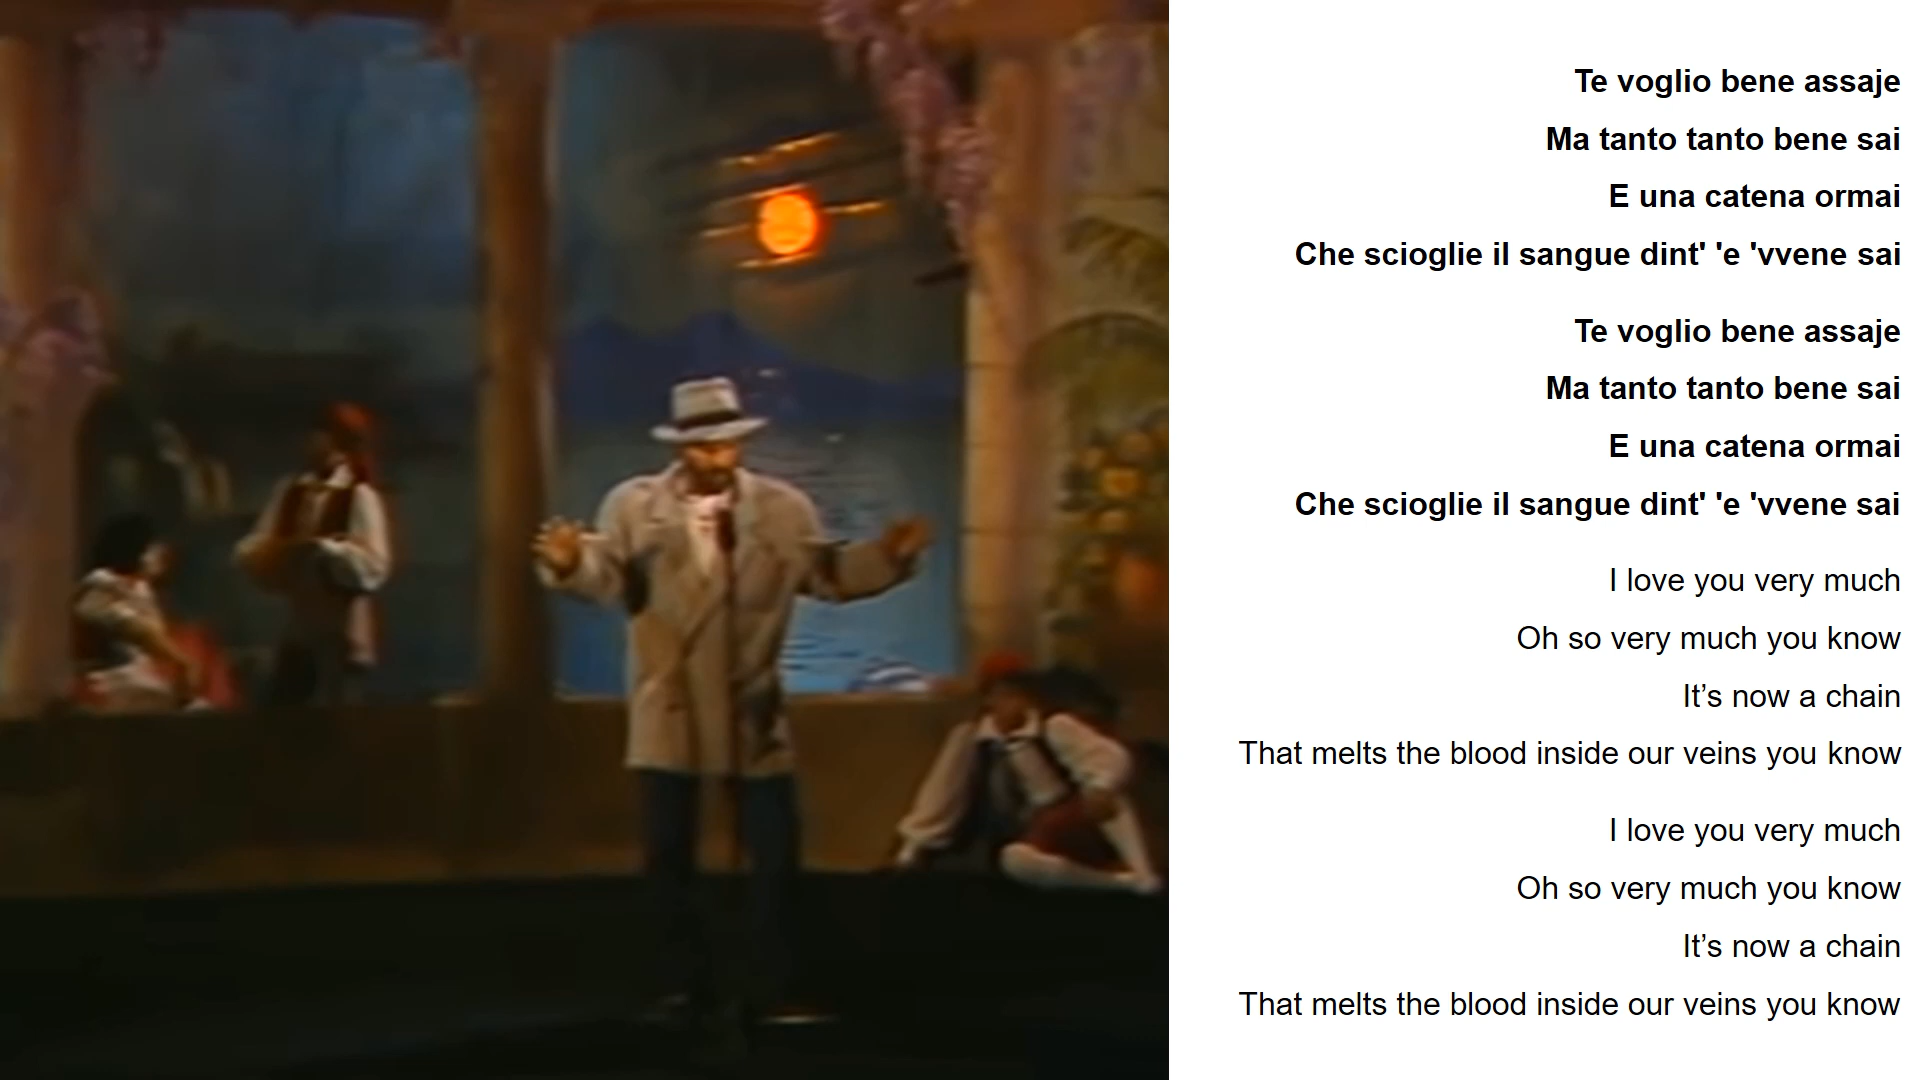 Te voglio bene assaje
Ma tanto tanto bene sai
E una catena ormai
Che scioglie il sangue dint' 'e 'vvene sai
Te voglio bene assaje
Ma tanto tanto bene sai
E una catena ormai
Che scioglie il sangue dint' 'e 'vvene sai
I love you very much
Oh so very much you know
It’s now a chain
That melts the blood inside our veins you know
I love you very much
Oh so very much you know
It’s now a chain
That melts the blood inside our veins you know